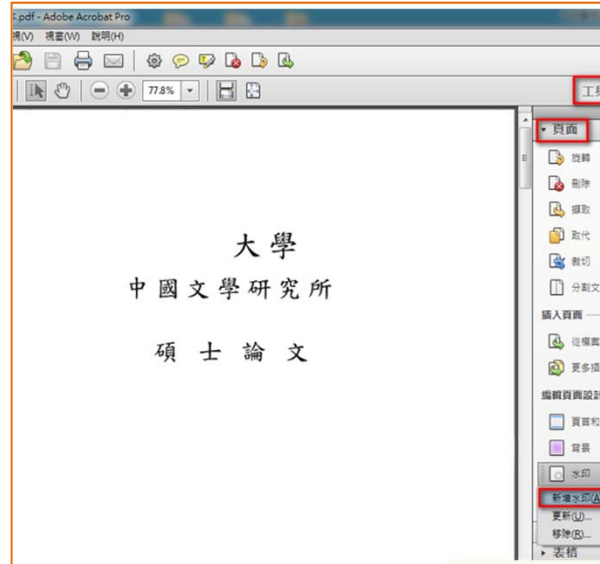 .pdf - Adobe Acrobat Pro
視(V) 視窗(W) 說明(H)
77.8%
工具
頁面
旋轉
刪除
擷取
取代
裁切
分割文
插入頁面
從檔案
更多插
編輯頁面設計
頁首和
背景
水印
新增水印(A
更新(U)...
移除(R)...
表格
大學
中國文學研究所
碩士論文